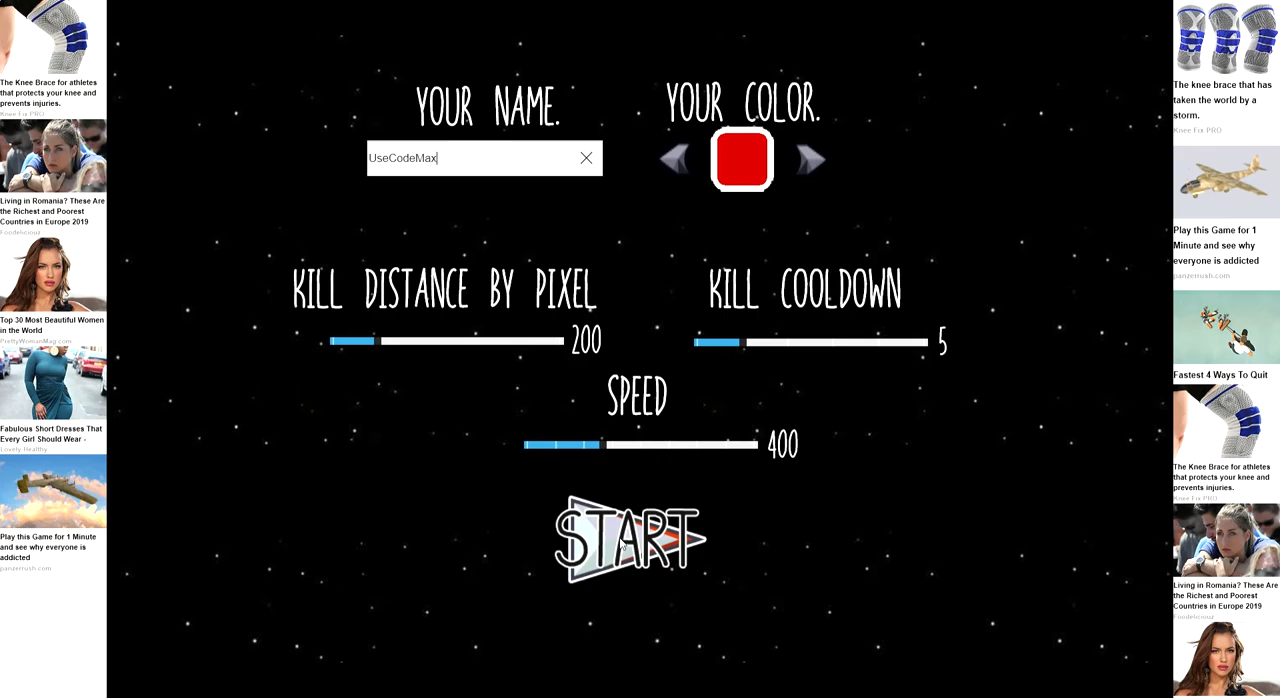 The Knee Brace for athletes
that protects your knee and
prevents injuries.
Knee Fix PRO
Living in Romania? These Are
the Richest and Poorest
Countries in Europe 2019
Foodeliciouz
Top 30 Most Beautiful Women
in the World
PrettyWomanMag.com
Fabulous Short Dresses That
Every Girl Should Wear -
Lovely Healthy
Play this Game for 1 Minute
and see why everyone is
addicted
panzerrush.com
YOUR NAME.
UseCodeMax
YOUR COLOR.
KILL DISTANCE BY PIXEL
200
KILL COOLDOWN
5
SPEED
400
START
The knee brace that has
taken the world by a
storm.
Knee Fix PRO
Play this Game for 1
Minute and see why
everyone is addicted
panzerrush.com
Fastest 4 Ways To Quit
The Knee Brace for athletes
that protects your knee and
prevents injuries.
Knee Fix PRO
Living in Romania? These Are
the Richest and Poorest
Countries in Europe 2019
Foodeliciouz